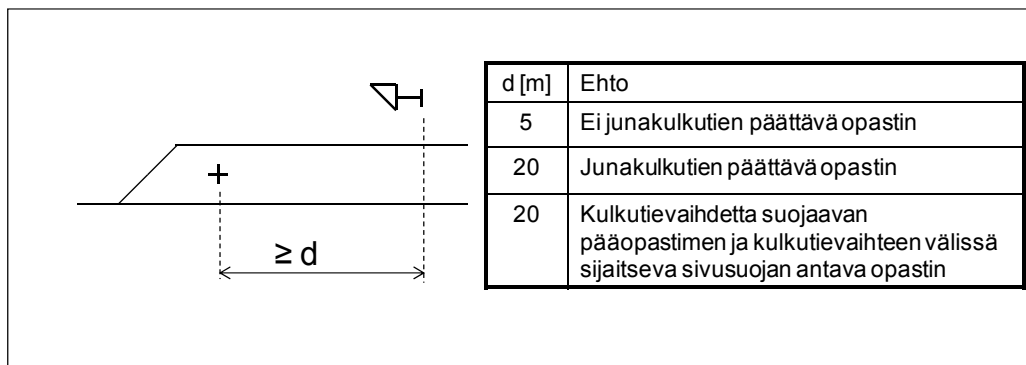 d [m] Ehto
5 Ei junakulkutien päättävä opastin
20 Junakulkutien päättävä opastin
20 Kulkutievaihdetta suojaavan
pääopastimen ja kulkutievaihteen välissä
sijaitseva sivusuojan antava opastin
≥ d